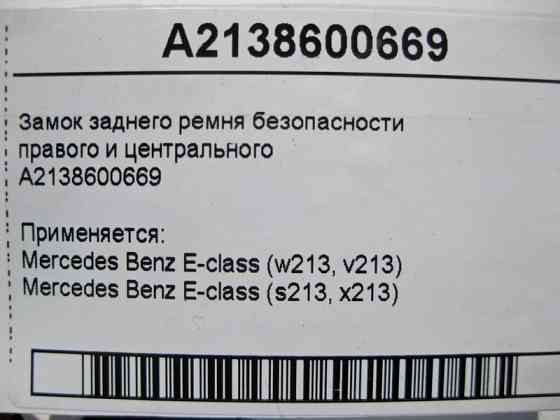 A2138600669
Замок заднего ремня безопасности
правого и центрального
A2138600669
Применяется:
Mercedes Benz E-class (w213, v213)
Mercedes Benz E-class (s213, x213)